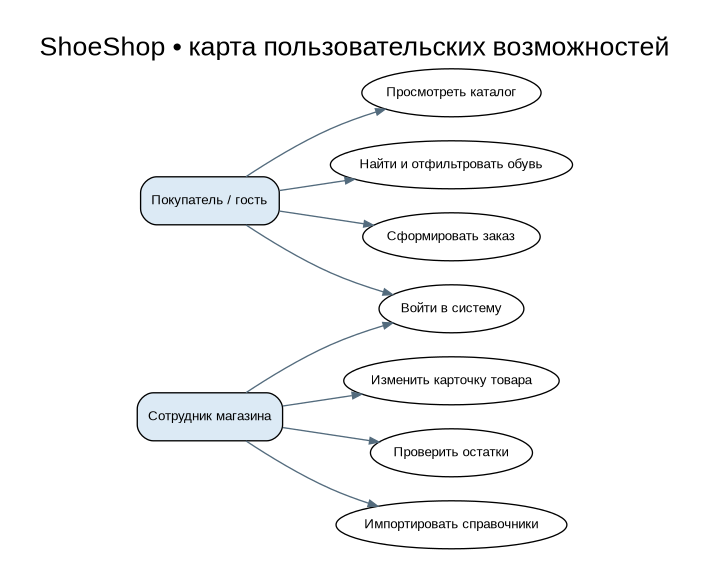 ShoeShop • карта пользовательских возможностей
Просмотреть каталог
Найти и отфильтровать обувь
Покупатель / гость
Сформировать заказ
Войти в систему
Изменить карточку товара
Сотрудник магазина
Проверить остатки
Импортировать справочники